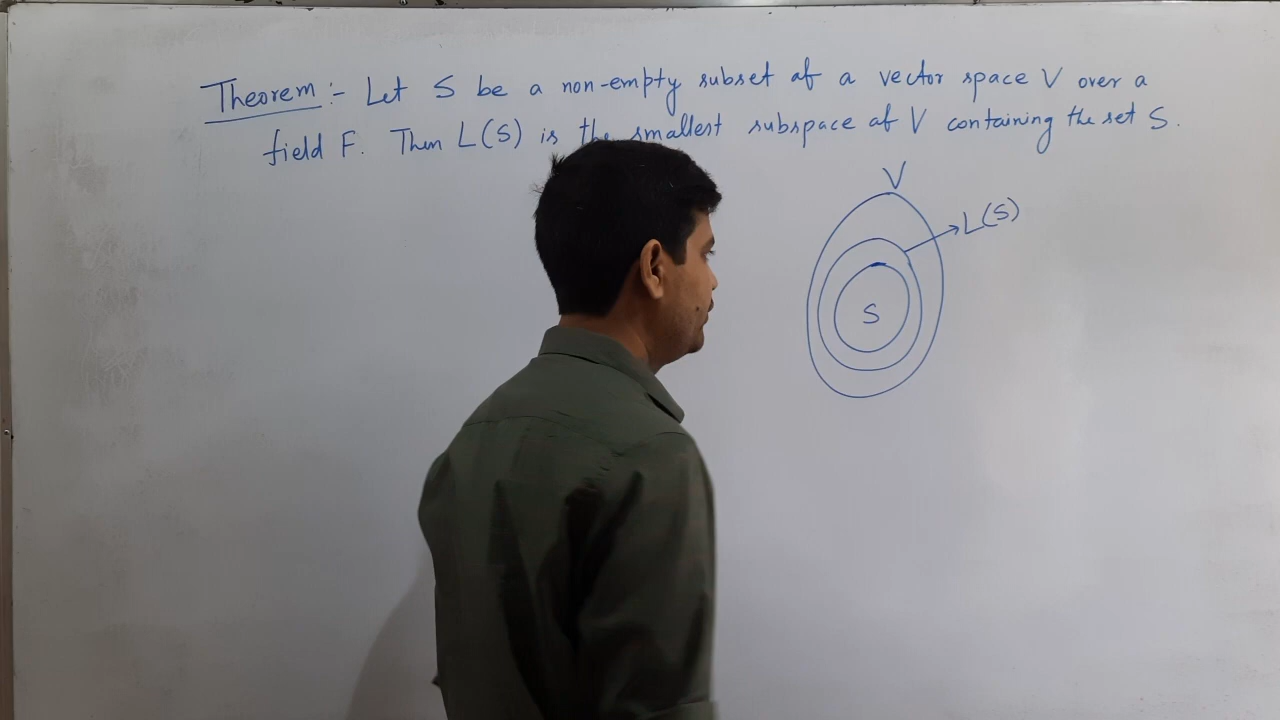 Theorem :- Let S be a non-empty subset of a vector space V over a
field F. Then L(S) is the smallest subspace of V containing the set S.
V
L(S)
S